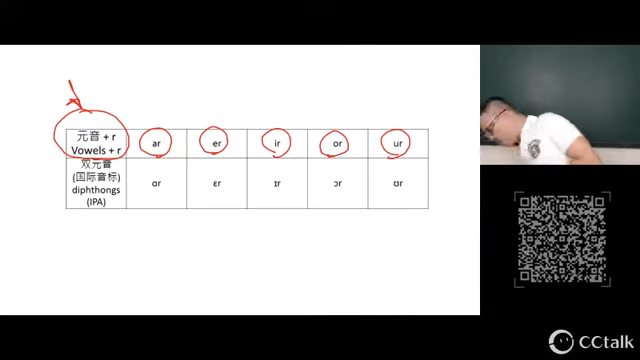 元音 + r
Vowels + r
ar
er
ir
or
ur
双元音
(国际音标)
diphthongs
(IPA)
ɑr
ɛr
ɪr
ɔr
ʊr
CCtalk